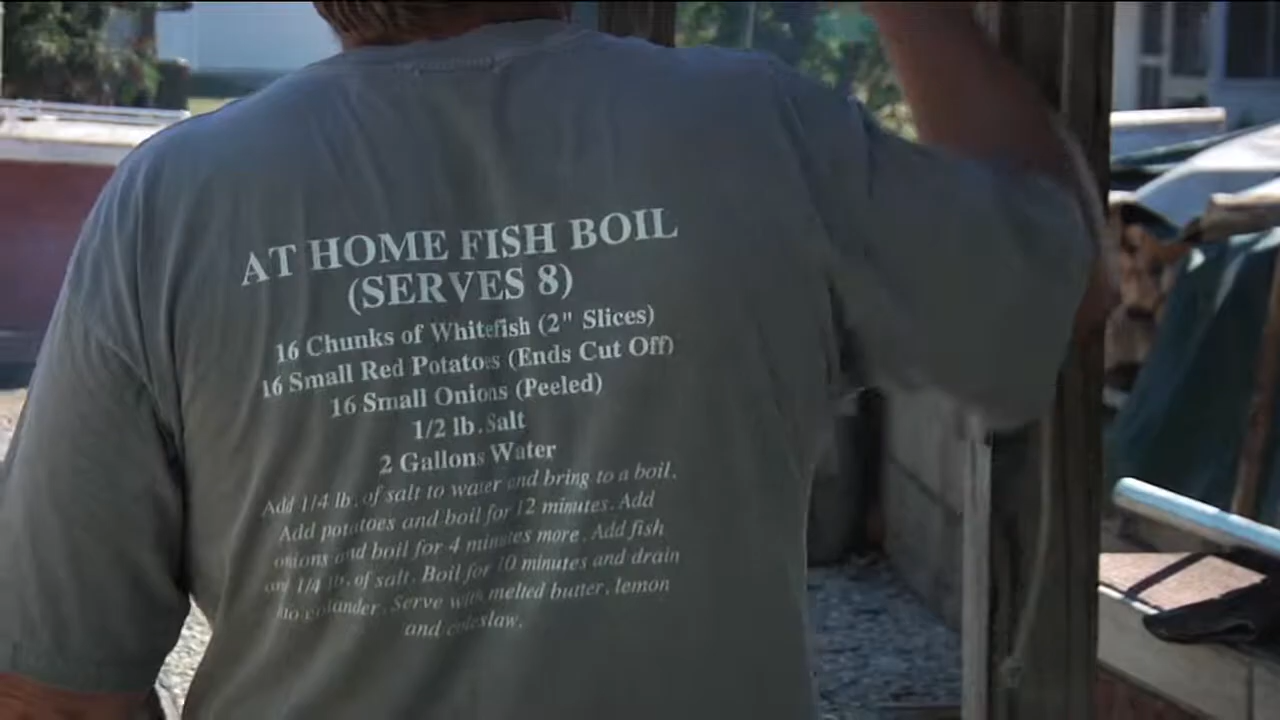 AT HOME FISH BOIL
(SERVES 8)
16 Chunks of Whitefish (2" Slices)
16 Small Red Potatoes (Ends Cut Off)
16 Small Onions (Peeled)
1/2 lb. Salt
2 Gallons Water
Add 1/4 lb. of salt to water and bring to a boil.
Add potatoes and boil for 12 minutes. Add
onions and boil for 4 minutes more. Add fish
and 1/4 lb. of salt. Boil for 10 minutes and drain
into colander. Serve with melted butter, lemon
and coleslaw.